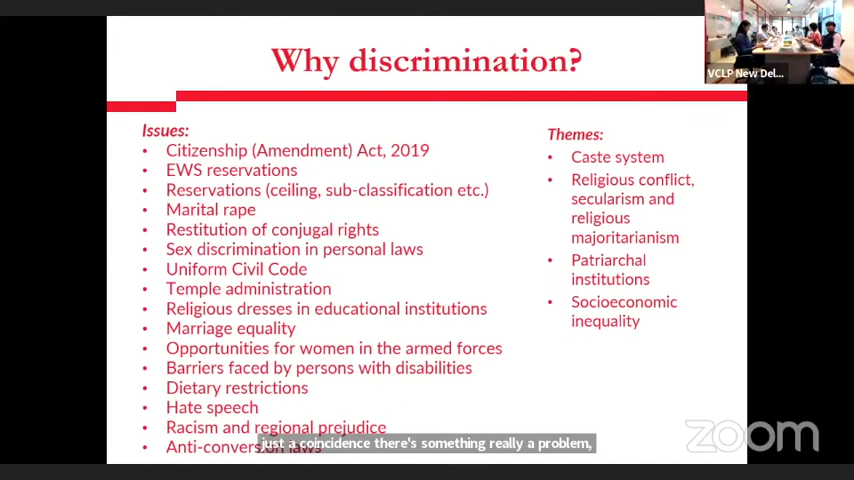 Why discrimination?
VCLP New Del...
Issues:
• Citizenship (Amendment) Act, 2019
• EWS reservations
• Reservations (ceiling, sub-classification etc.)
• Marital rape
• Restitution of conjugal rights
• Sex discrimination in personal laws
• Uniform Civil Code
• Temple administration
• Religious dresses in educational institutions
• Marriage equality
• Opportunities for women in the armed forces
• Barriers faced by persons with disabilities
• Dietary restrictions
• Hate speech
• Racism and regional prejudice
• Anti-conversion laws
Themes:
• Caste system
• Religious conflict,
secularism and
religious
majoritarianism
• Patriarchal
institutions
• Socioeconomic
inequality
just a coincidence there's something really a problem,
zoom